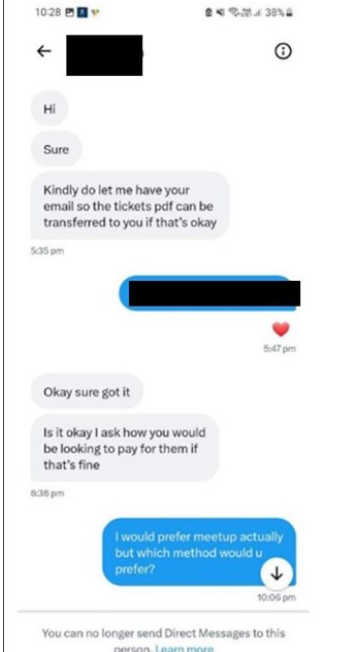 10:28
38%
Hi
Sure
Kindly do let me have your
email so the tickets pdf can be
transferred to you if that's okay
5:35 pm
5:47 pm
Okay sure got it
Is it okay I ask how you would
be looking to pay for them if
that's fine
6:36 pm
I would prefer meetup actually
but which method would u
prefer?
10:06 pm
You can no longer send Direct Messages to this
person. Learn more